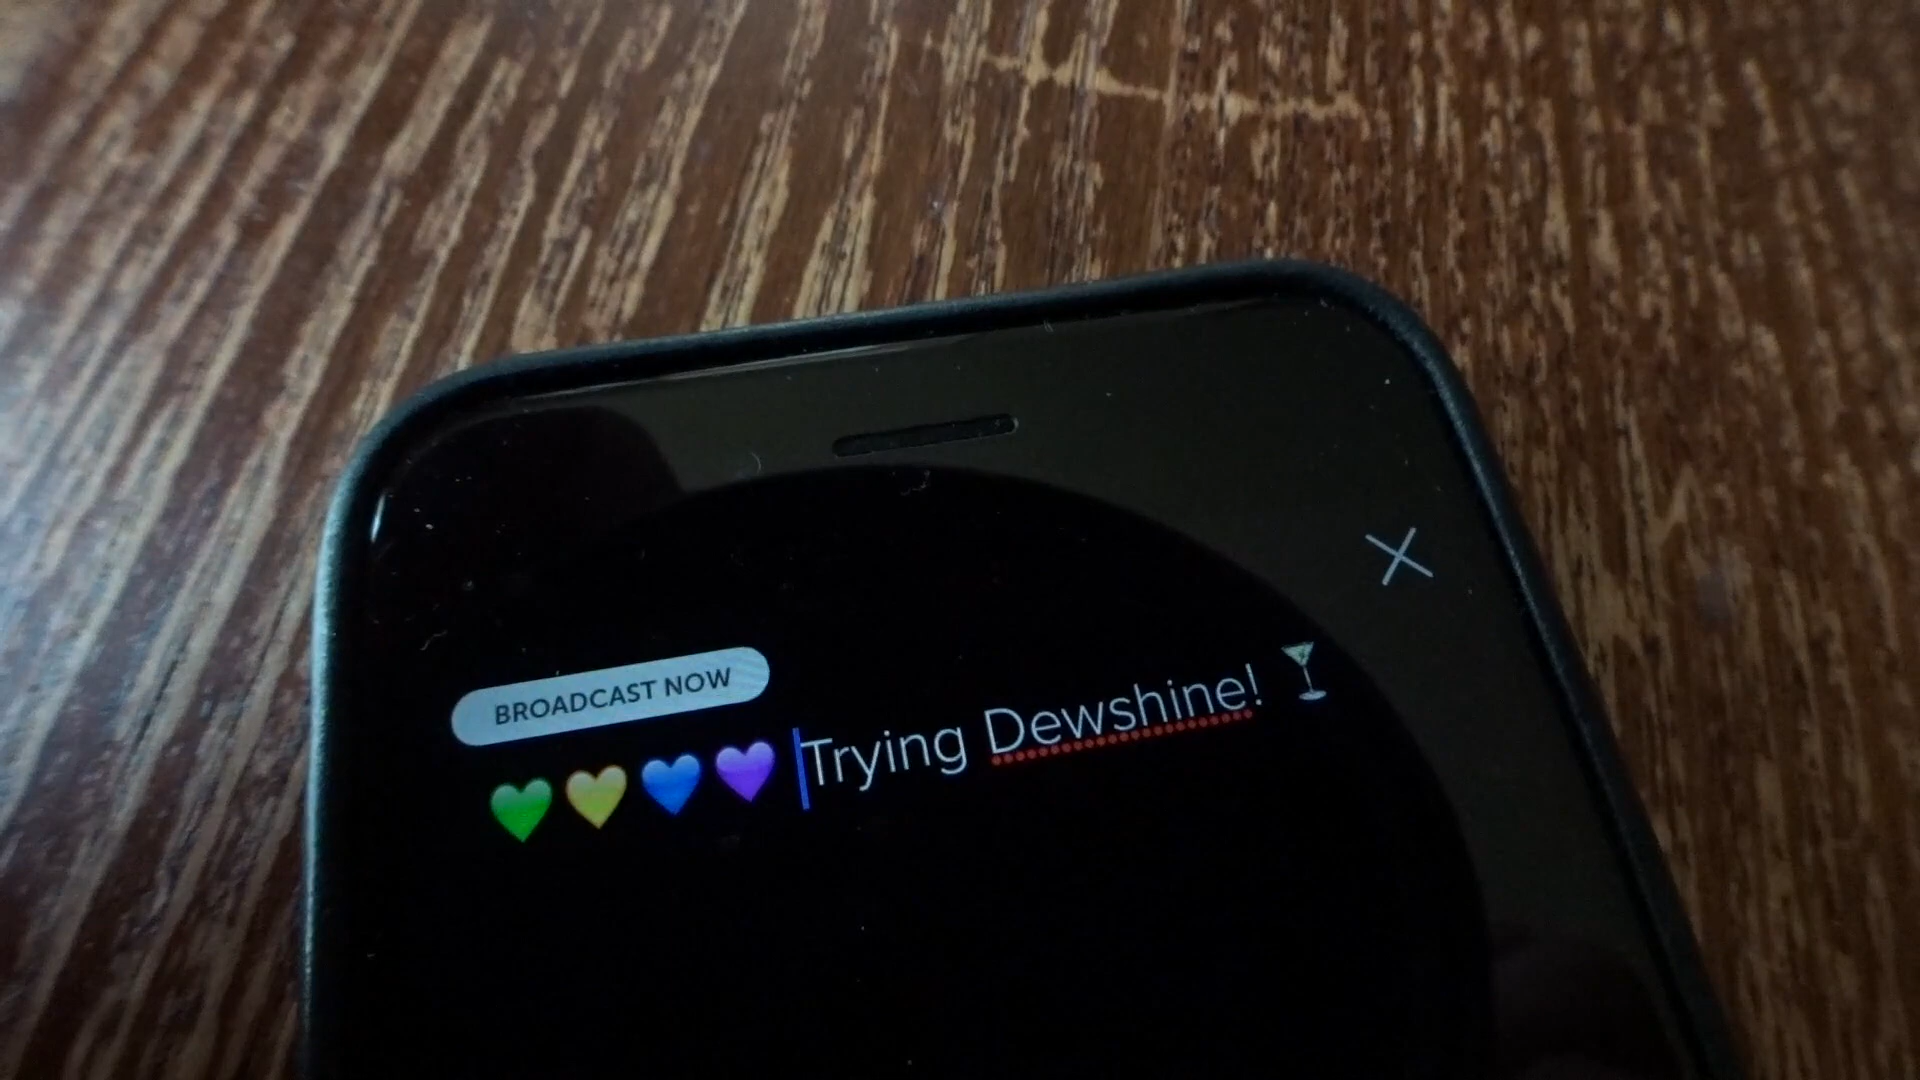 BROADCAST NOW
💚 💛 💙 💜 Trying Dewshine! 🍸